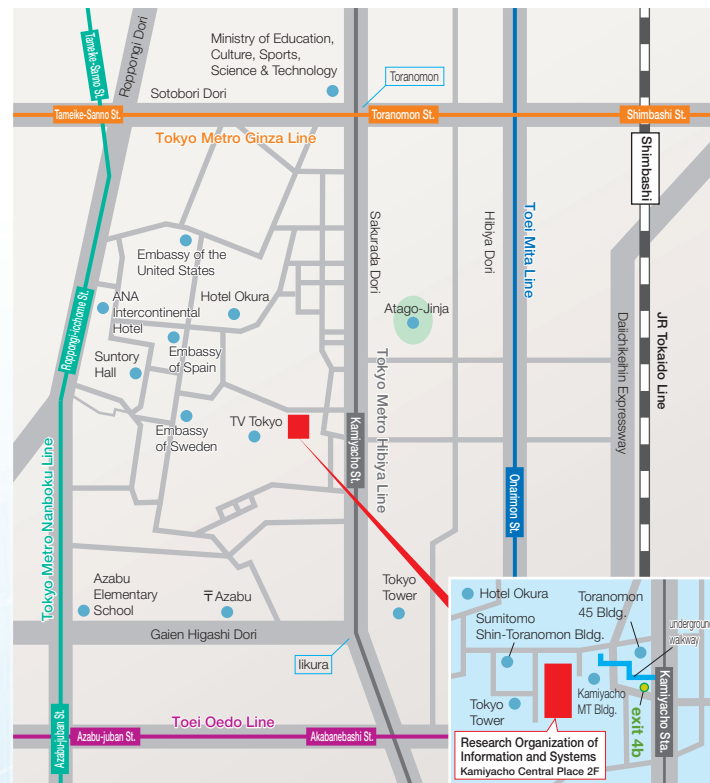 Ministry of Education,
Culture, Sports,
Science & Technology
Toranomon
Tameike-Sanno St.
Roppongi Dori
Sotobori Dori
Tameike-Sanno St.
Toranomon St.
Shimbashi St.
Tokyo Metro Ginza Line
Shimbashi
Sakurada Dori
Hibiya Dori
Toei Mita Line
Embassy of the
United States
ANA
Intercontinental
Hotel
Hotel Okura
Atago-Jinja
Roppongi-icchome St.
Daiichikeihin Expressway
JR Tokaido Line
Suntory
Hall
Embassy
of Spain
Tokyo Metro Hibiya Line
Embassy
of Sweden
TV Tokyo
Kamiyacho St.
Onarimon St.
Tokyo Metro Nanboku Line
Azabu
Elementary
School
〒Azabu
Tokyo
Tower
Gaien Higashi Dori
Iikura
Toei Oedo Line
Azabu-juban St.
Azabu-juban St.
Akabanebashi St.
Hotel Okura
Toranomon
45 Bldg.
Sumitomo
Shin-Toranomon Bldg.
underground
walkway
Tokyo
Tower
Kamiyacho
MT Bldg.
exit 4b
Kamiyacho Sta.
Research Organization of
Information and Systems
Kamiyacho Central Place 2F